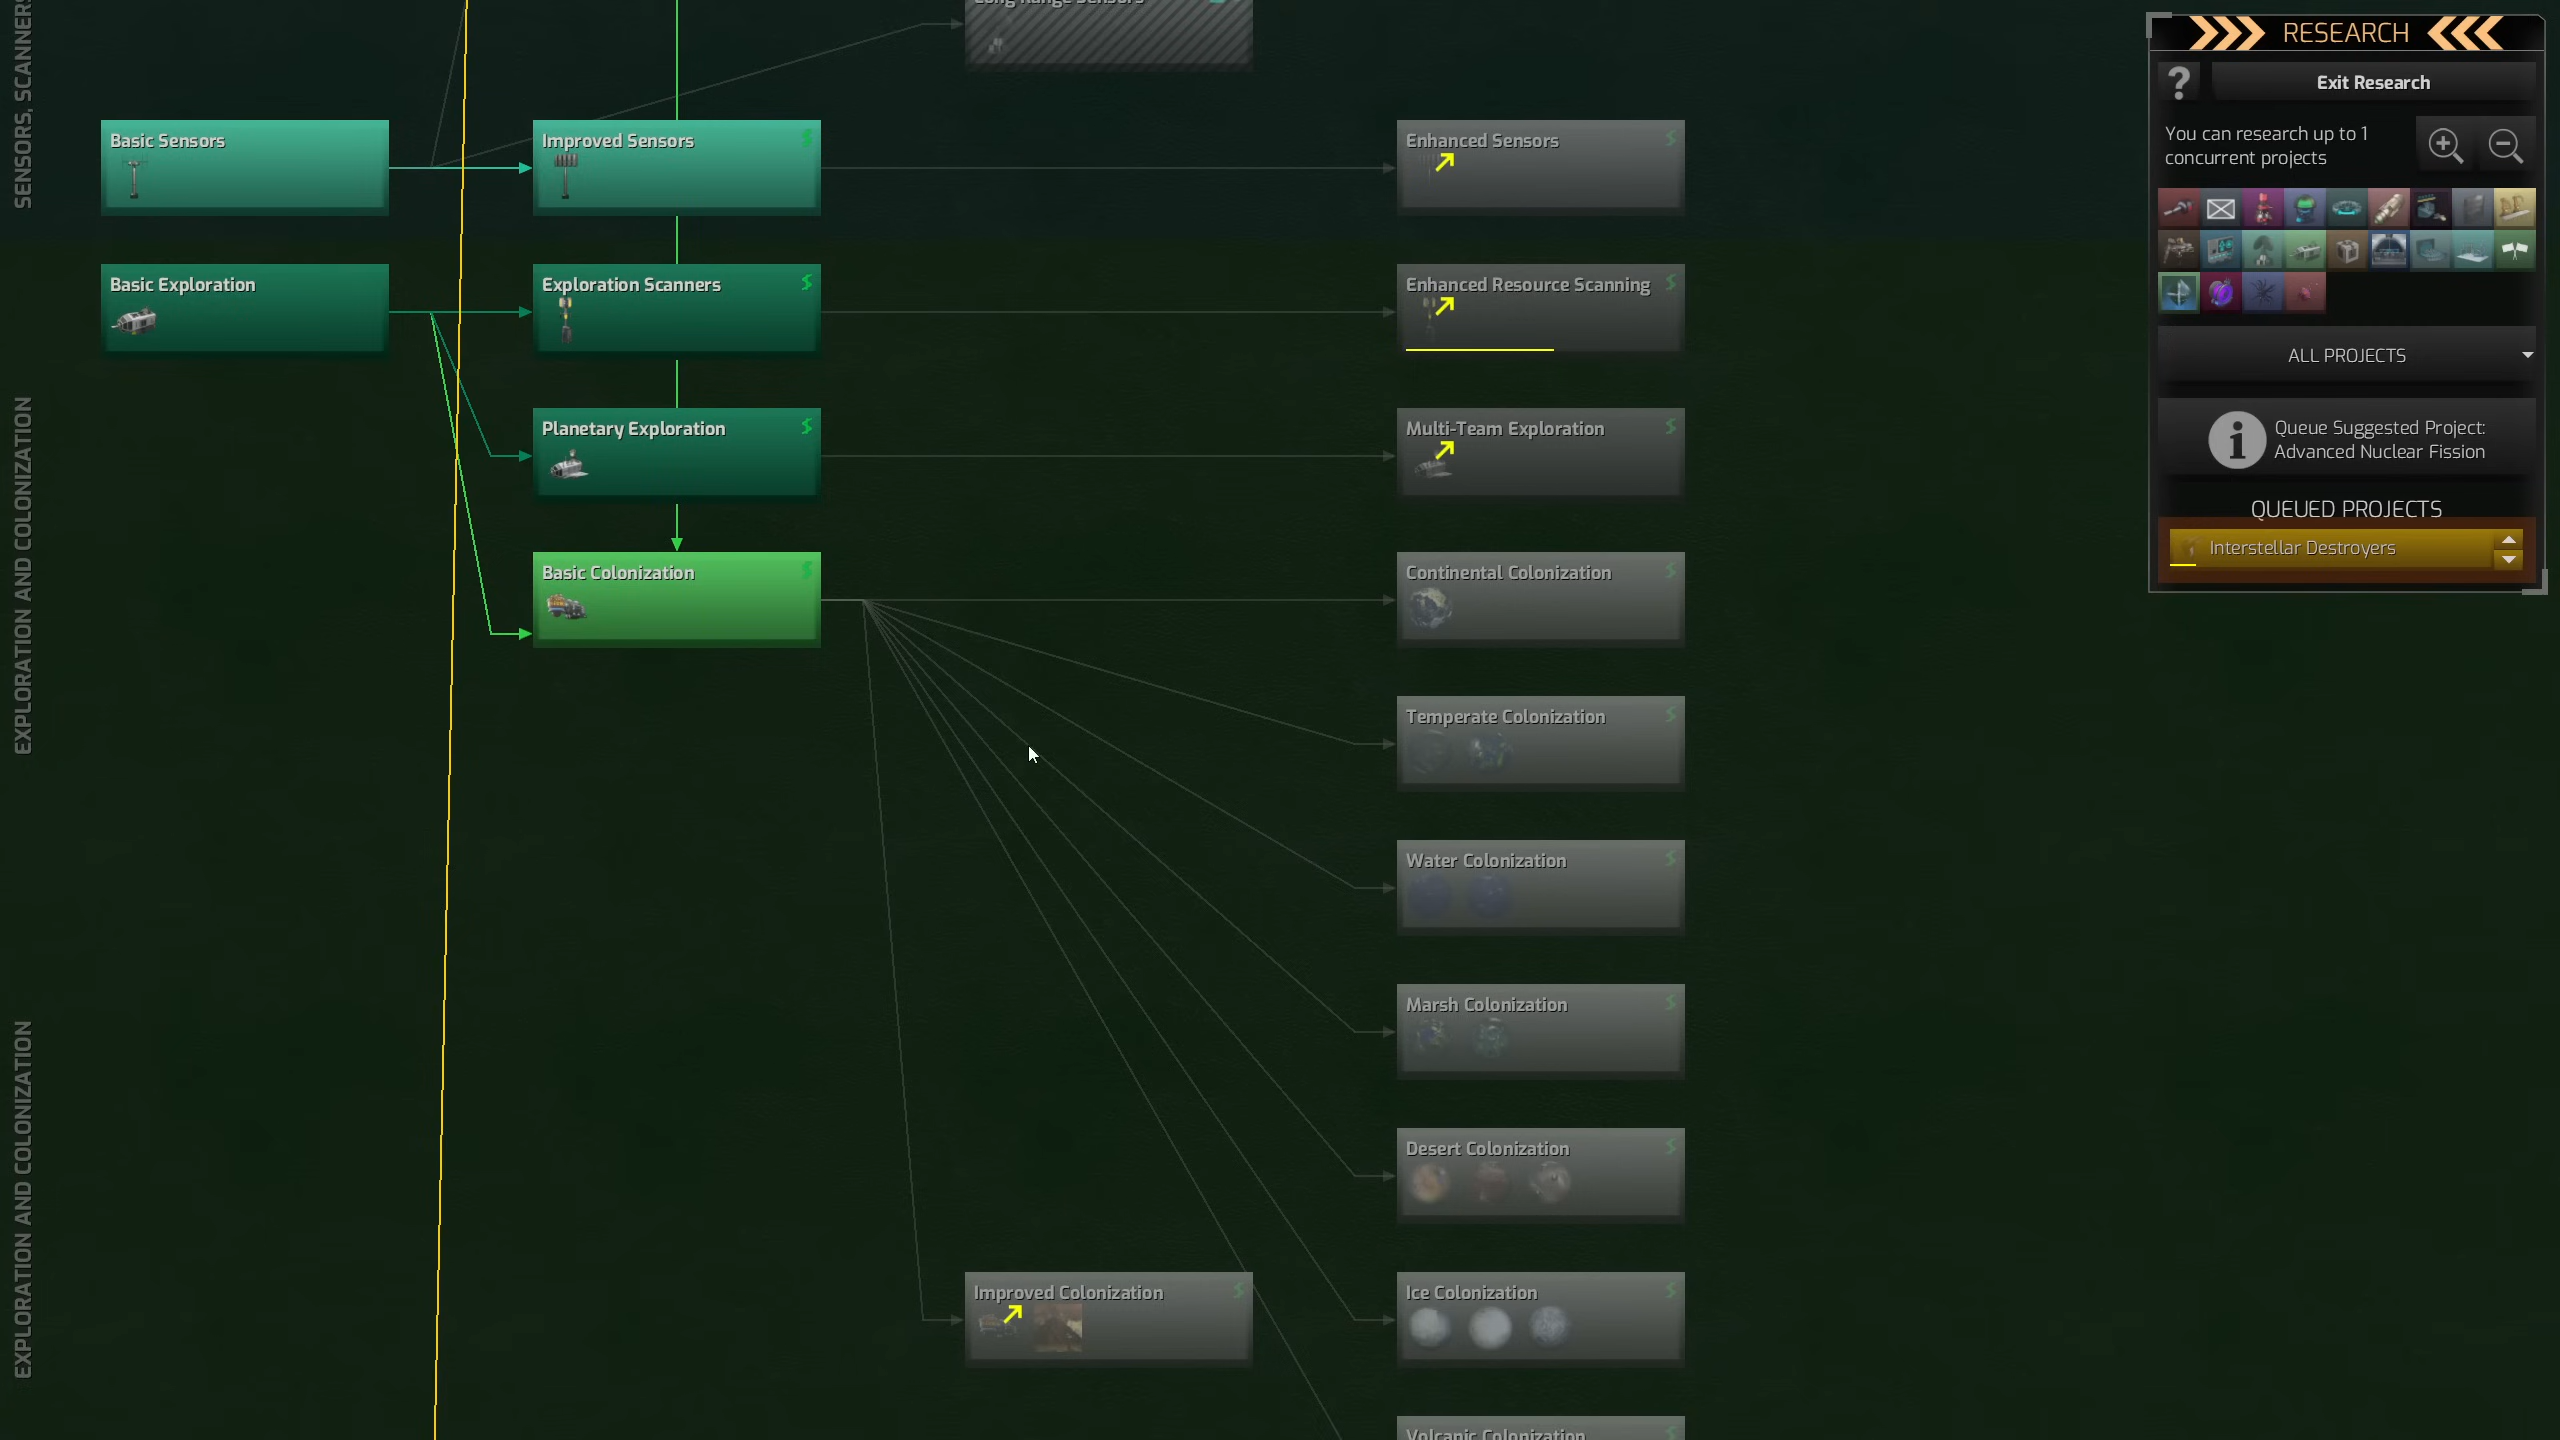 SENSORS, SCANNERS
Long Range Sensors
Basic Sensors
Improved Sensors
Enhanced Sensors
Basic Exploration
Exploration Scanners
Enhanced Resource Scanning
Planetary Exploration
Multi-Team Exploration
EXPLORATION AND COLONIZATION
Basic Colonization
Continental Colonization
Temperate Colonization
Water Colonization
Marsh Colonization
Desert Colonization
EXPLORATION AND COLONIZATION
Improved Colonization
Ice Colonization
Volcanic Colonization
RESEARCH
?
Exit Research
You can research up to 1
concurrent projects
ALL PROJECTS
Queue Suggested Project:
Advanced Nuclear Fission
QUEUED PROJECTS
Interstellar Destroyers